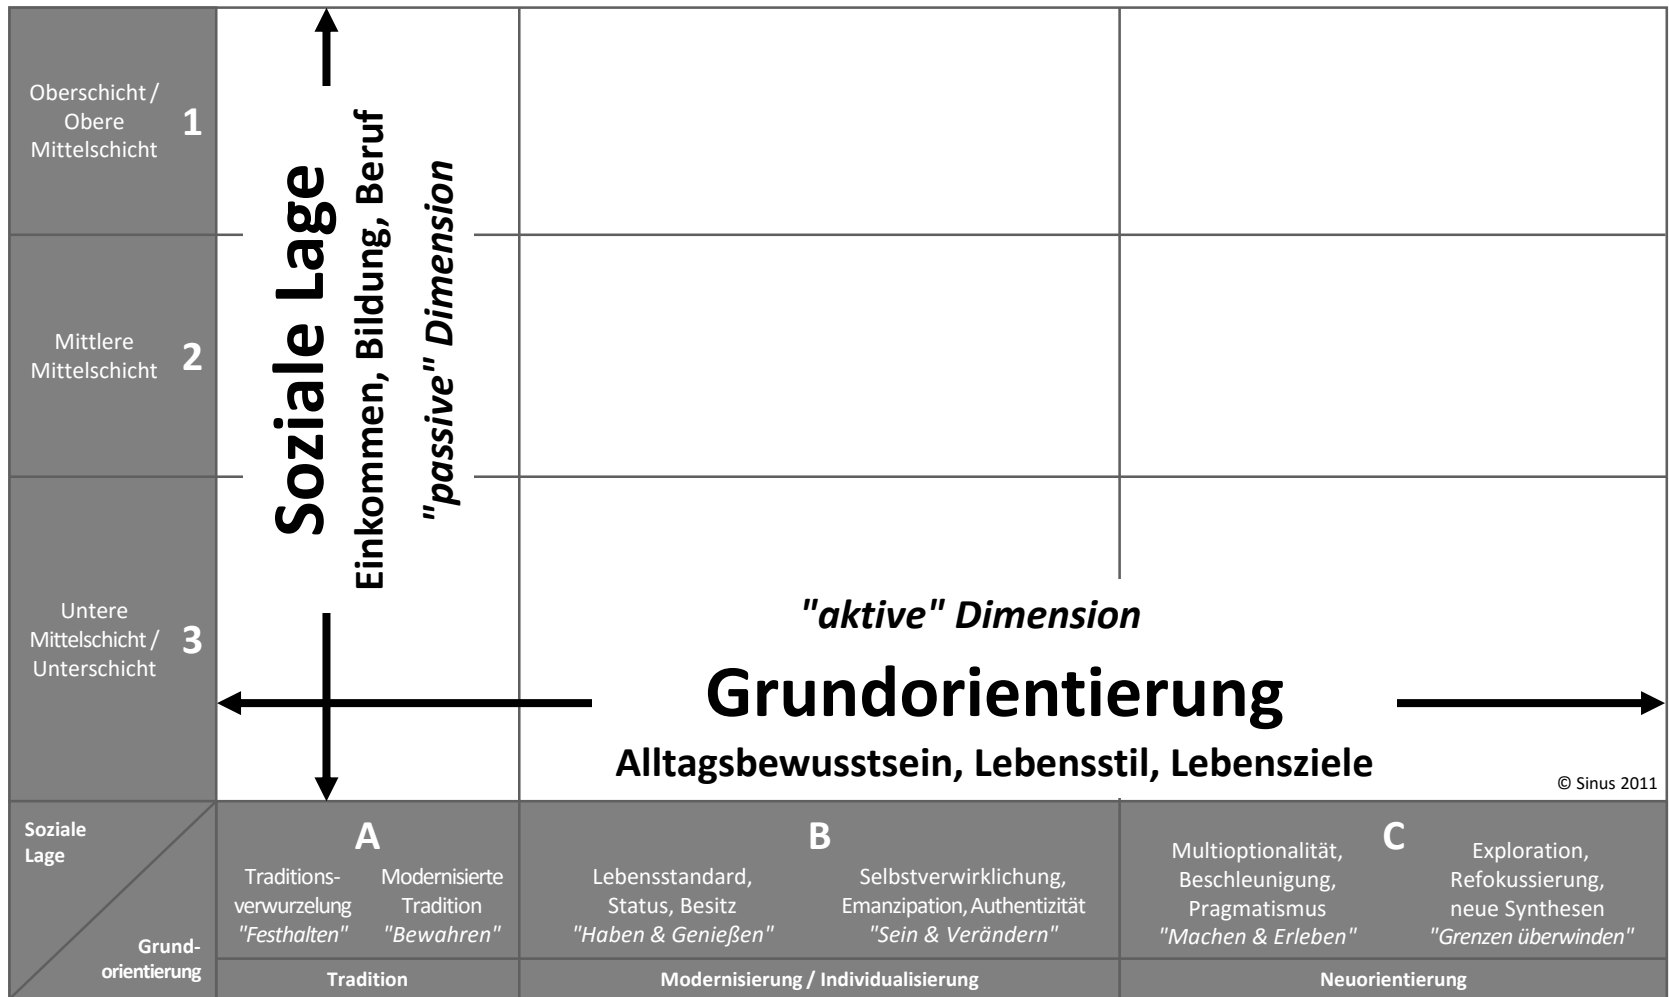 Oberschicht /
Obere
Mittelschicht
1
Mittlere
Mittelschicht
2
Untere
Mittelschicht /
Unterschicht
3
Soziale Lage
Einkommen, Bildung, Beruf
"passive" Dimension
"aktive" Dimension
Grundorientierung
Alltagsbewusstsein, Lebensstil, Lebensziele
© Sinus 2011
Soziale
Lage
Grund-
orientierung
A
Traditions-
verwurzelung
"Festhalten"
Modernisierte
Tradition
"Bewahren"
Tradition
B
Lebensstandard,
Status, Besitz
"Haben & Genießen"
Selbstverwirklichung,
Emanzipation, Authentizität
"Sein & Verändern"
Modernisierung / Individualisierung
C
Multioptionalität,
Beschleunigung,
Pragmatismus
"Machen & Erleben"
Exploration,
Refokussierung,
neue Synthesen
"Grenzen überwinden"
Neuorientierung